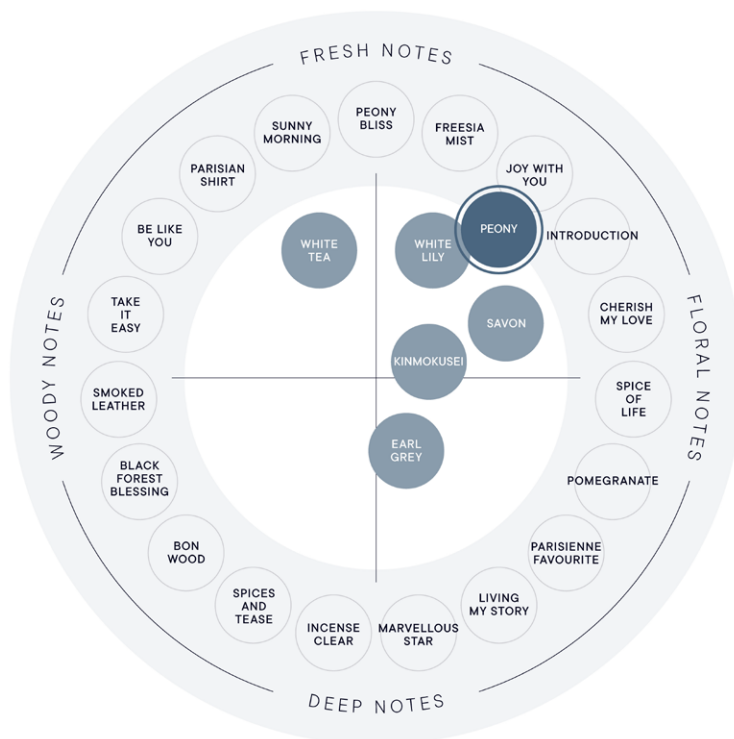 FRESH NOTES
PEONY
BLISS
SUNNY
MORNING
FREESIA
MIST
PARISIAN
SHIRT
JOY WITH
YOU
BE LIKE
YOU
WHITE
TEA
WHITE
LILY
PEONY
INTRODUCTION
TAKE
IT
EASY
SAVON
CHERISH
MY LOVE
WOODY NOTES
FLORAL NOTES
KINMOKUSEI
SMOKED
LEATHER
SPICE
OF
LIFE
EARL
GREY
BLACK
FOREST
BLESSING
POMEGRANATE
BON
WOOD
PARISIENNE
FAVOURITE
SPICES
AND
TEASE
LIVING
MY STORY
INCENSE
CLEAR
MARVELLOUS
STAR
DEEP NOTES